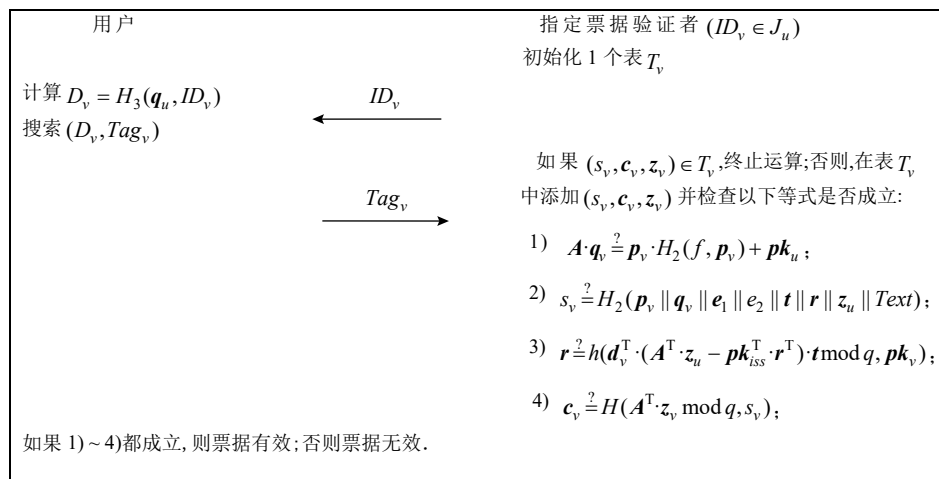 用户
指定票据验证者 (ID_v ∈ J_u)
初始化 1 个表 T_v
计算 D_v = H_3(q_u, ID_v)
ID_v
搜索 (D_v, Tag_v)
如果 (s_v, c_v, z_v) ∈ T_v,终止运算;否则,在表 T_v
Tag_v
中添加 (s_v, c_v, z_v) 并检查以下等式是否成立:
1) A·q_v ≟ p_v·H_2(f, p_v) + pk_u；
2) s_v ≟ H_2(p_v || q_v || e_1 || e_2 || t || r || z_u || Text)；
3) r ≟ h(d_v^T·(A^T·z_u − pk_iss^T·r^T)·t mod q, pk_v)；
4) c_v ≟ H(A^T·z_v mod q, s_v)；
如果 1)~4)都成立,则票据有效;否则票据无效.